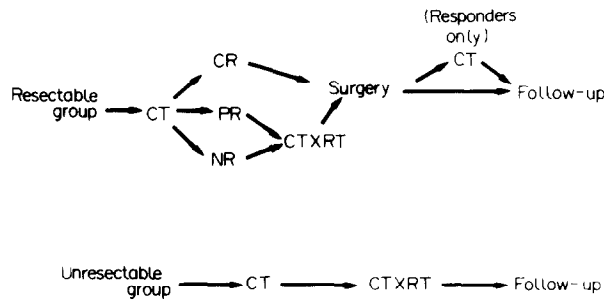 (Responders
only)
CR
CT
Surgery
Resectable
group
CT
PR
Follow-up
CTXRT
NR
Unresectable
group
CT
CTXRT
Follow-up